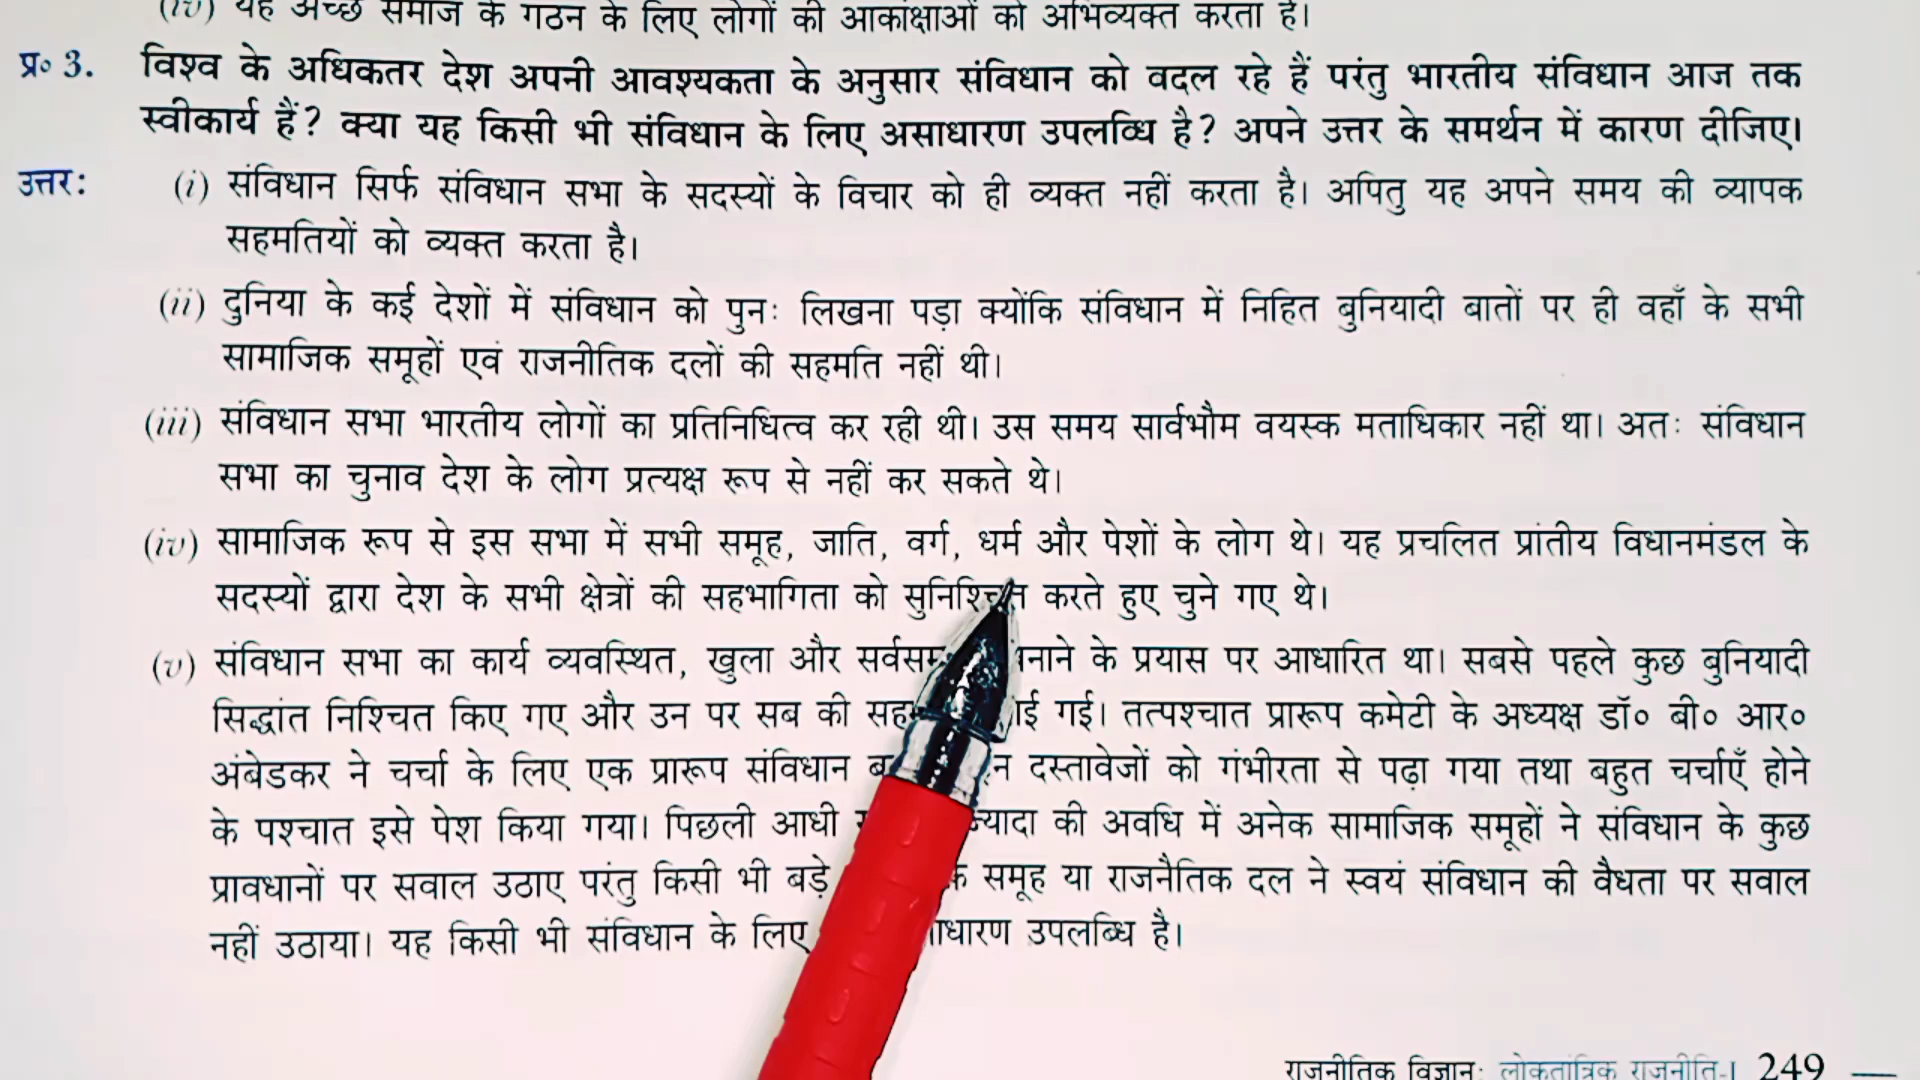 (iv) यह अच्छे समाज के गठन के लिए लोगों की आकांक्षाओं को अभिव्यक्त करता है।
प्र॰ 3. विश्व के अधिकतर देश अपनी आवश्यकता के अनुसार संविधान को वदल रहे हैं परंतु भारतीय संविधान आज तक
स्वीकार्य हैं? क्या यह किसी भी संविधान के लिए असाधारण उपलव्धि है? अपने उत्तर के समर्थन में कारण दीजिए।
उत्तर: (i) संविधान सिर्फ संविधान सभा के सदस्यों के विचार को ही व्यक्त नहीं करता है। अपितु यह अपने समय की व्यापक
सहमतियों को व्यक्त करता है।
(ii) दुनिया के कई देशों में संविधान को पुनः लिखना पड़ा क्योंकि संविधान में निहित बुनियादी बातों पर ही वहाँ के सभी
सामाजिक समूहों एवं राजनीतिक दलों की सहमति नहीं थी।
(iii) संविधान सभा भारतीय लोगों का प्रतिनिधित्व कर रही थी। उस समय सार्वभौम वयस्क मताधिकार नहीं था। अतः संविधान
सभा का चुनाव देश के लोग प्रत्यक्ष रूप से नहीं कर सकते थे।
(iv) सामाजिक रूप से इस सभा में सभी समूह, जाति, वर्ग, धर्म और पेशों के लोग थे। यह प्रचलित प्रांतीय विधानमंडल के
सदस्यों द्वारा देश के सभी क्षेत्रों की सहभागिता को सुनिश्चित करते हुए चुने गए थे।
(v) संविधान सभा का कार्य व्यवस्थित, खुला और के प्रयास पर आधारित था। सबसे पहले कुछ बुनियादी
सिद्धांत निश्चित किए गए और उन पर सब की गई। तत्पश्चात प्रारूप कमेटी के अध्यक्ष डॉ॰ बी॰ आर॰
अंबेडकर ने चर्चा के लिए एक प्रारूप संविधान दस्तावेजों को गंभीरता से पढ़ा गया तथा बहुत चर्चाएँ होने
के पश्चात इसे पेश किया गया। पिछली आधी की अवधि में अनेक सामाजिक समूहों ने संविधान के कुछ
प्रावधानों पर सवाल उठाए परंतु किसी भी बड़े समूह या राजनैतिक दल ने स्वयं संविधान की वैधता पर सवाल
नहीं उठाया। यह किसी भी संविधान के लिए उपलब्धि है।
राजनीतिक विज्ञान: लोकतांत्रिक राजनीति-I 249